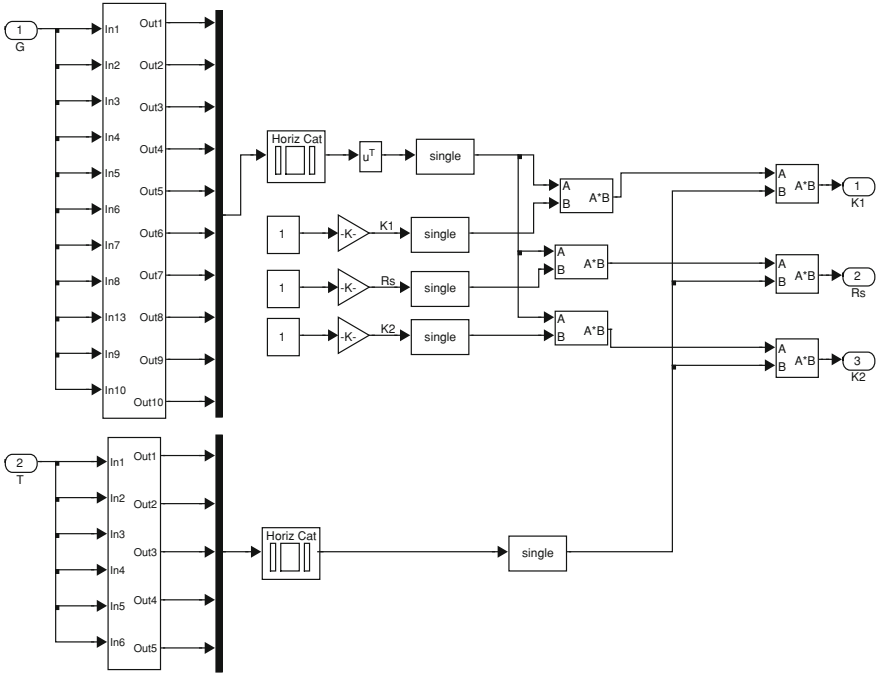 1
G
In1
In2
In3
In4
In5
In6
In7
In8
In13
In9
In10
Out1
Out2
Out3
Out4
Out5
Out6
Out7
Out8
Out9
Out10
Horiz Cat
uT
single
1
-K-
K1
single
1
-K-
Rs
single
1
-K-
K2
single
A
B
A*B
A
B
A*B
A
B
A*B
A
B
A*B
1
K1
A
B
A*B
2
Rs
A
B
A*B
3
K2
2
T
In1
In2
In3
In4
In5
In6
Out1
Out2
Out3
Out4
Out5
Horiz Cat
single